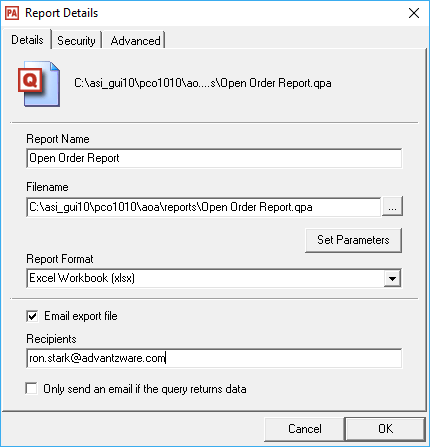 PA Report Details
Details Security Advanced
Q C:\asi_gui10\pco1010\ao....s\Open Order Report.qpa
Report Name
Open Order Report
Filename
C:\asi_gui10\pco1010\aoa\reports\Open Order Report.qpa ...
Set Parameters
Report Format
Excel Workbook (xlsx)
Email export file
Recipients
ron.stark@advantzware.com
Only send an email if the query returns data
Cancel OK